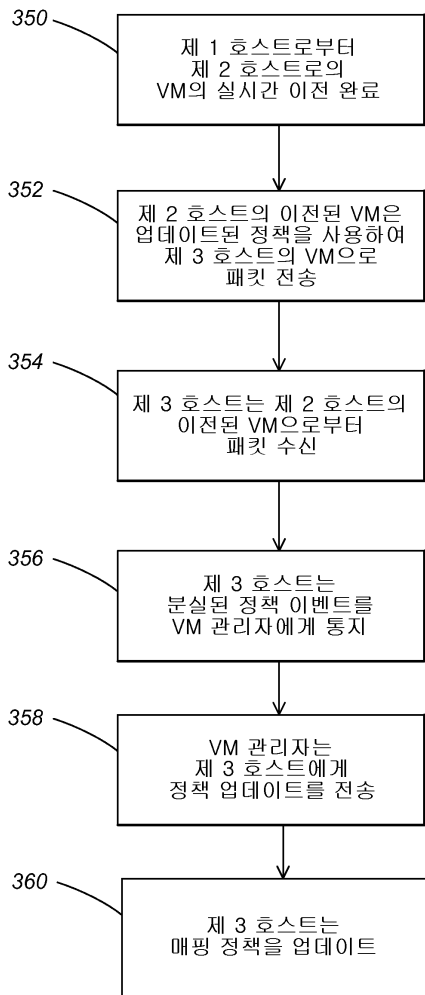 350
제 1 호스트로부터
제 2 호스트로의
VM의 실시간 이전 완료
352
제 2 호스트의 이전된 VM은
업데이트된 정책을 사용하여
제 3 호스트의 VM으로
패킷 전송
354
제 3 호스트는 제 2 호스트의
이전된 VM으로부터
패킷 수신
356
제 3 호스트는
분실된 정책 이벤트를
VM 관리자에게 통지
358
VM 관리자는
제 3 호스트에게
정책 업데이트를 전송
360
제 3 호스트는
매핑 정책을 업데이트